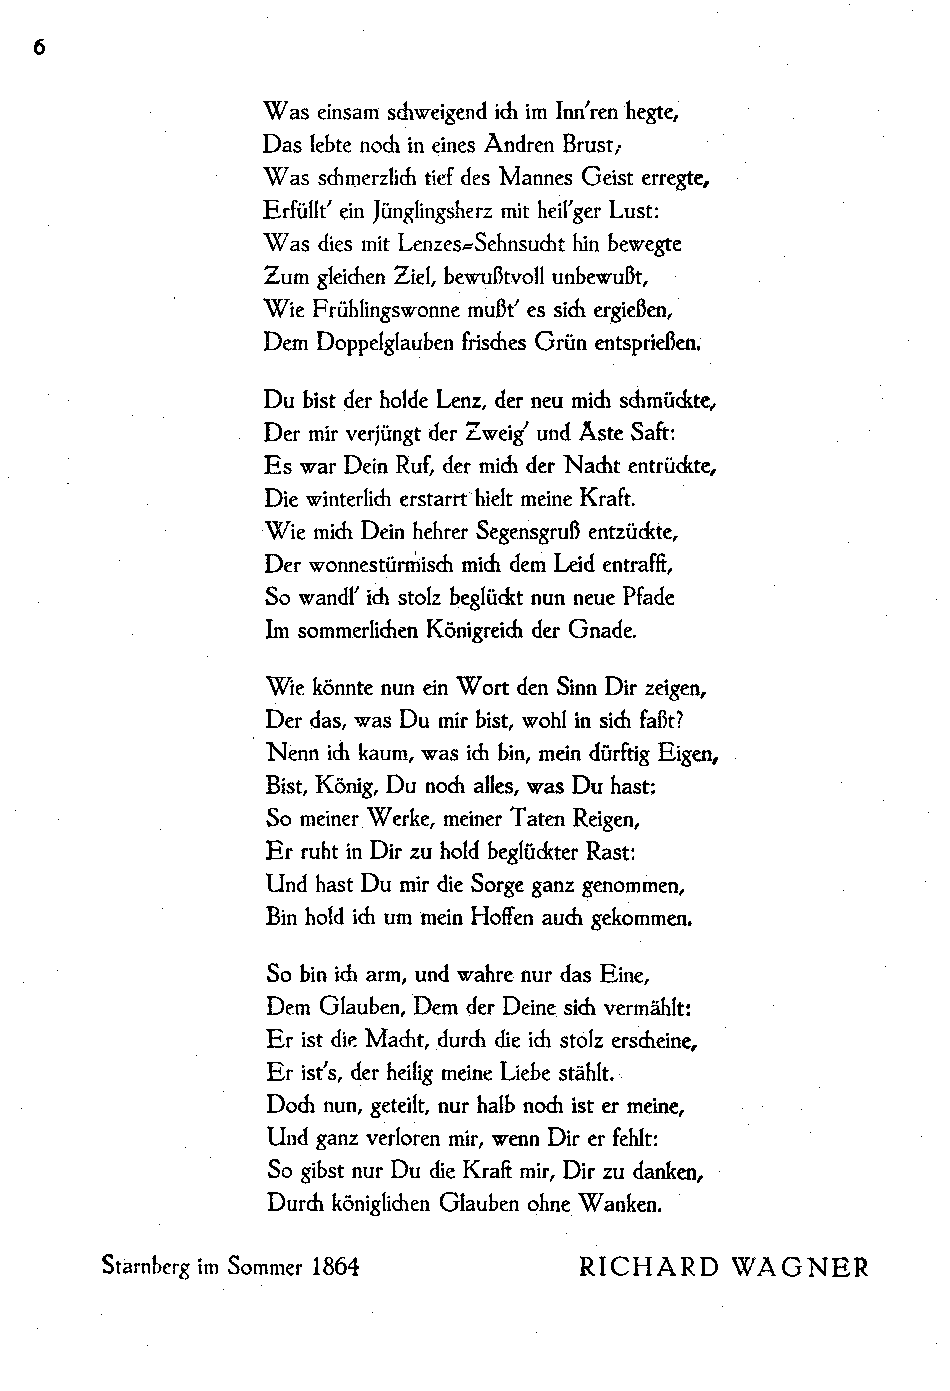 6
Was einsam schweigend ich im Inn'ren hegte,
Das lebte noch in eines Andren Brust;
Was schmerzlich tief des Mannes Geist erregte,
Erfüllt' ein Jünglingsherz mit heil'ger Lust:
Was dies mit Lenzes-Sehnsucht hin bewegte
Zum gleichen Ziel, bewußtvoll unbewußt,
Wie Frühlingswonne mußt' es sich ergießen,
Dem Doppelglauben frisches Grün entsprießen.
Du bist der holde Lenz, der neu mich schmückte,
Der mir verjüngt der Zweig' und Äste Saft:
Es war Dein Ruf, der mich der Nacht entrückte,
Die winterlich erstarrt hielt meine Kraft.
Wie mich Dein hehrer Segensgruß entzückte,
Der wonnestürmisch mich dem Leid entrafft,
So wandl' ich stolz beglückt nun neue Pfade
Im sommerlichen Königreich der Gnade.
Wie könnte nun ein Wort den Sinn Dir zeigen,
Der das, was Du mir bist, wohl in sich faßt?
Nenn ich kaum, was ich bin, mein dürftig Eigen,
Bist, König, Du noch alles, was Du hast:
So meiner Werke, meiner Taten Reigen,
Er ruht in Dir zu hold beglückter Rast:
Und hast Du mir die Sorge ganz genommen,
Bin hold ich um mein Hoffen auch gekommen.
So bin ich arm, und wahre nur das Eine,
Dem Glauben, Dem der Deine sich vermählt:
Er ist die Macht, durch die ich stolz erscheine,
Er ist's, der heilig meine Liebe stählt.
Doch nun, geteilt, nur halb noch ist er meine,
Und ganz verloren mir, wenn Dir er fehlt:
So gibst nur Du die Kraft mir, Dir zu danken,
Durch königlichen Glauben ohne Wanken.
Starnberg im Sommer 1864 RICHARD WAGNER